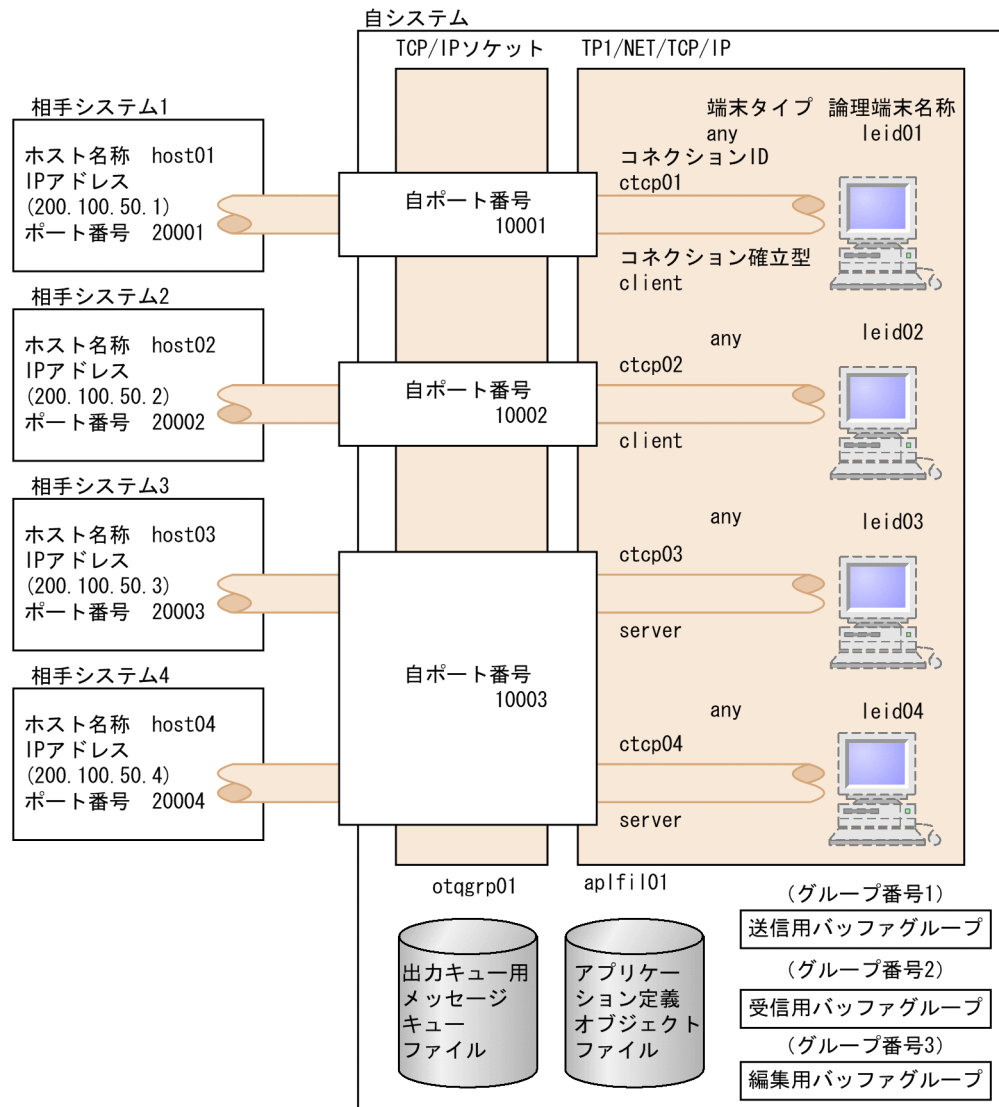 自システム
TCP/IPソケット
TP1/NET/TCP/IP
相手システム1
ホスト名称 host01
IPアドレス
(200.100.50.1)
ポート番号 20001
自ポート番号
10001
端末タイプ
any
論理端末名称
leid01
コネクションID
ctcp01
コネクション確立型
client
相手システム2
ホスト名称 host02
IPアドレス
(200.100.50.2)
ポート番号 20002
自ポート番号
10002
any
leid02
ctcp02
client
相手システム3
ホスト名称 host03
IPアドレス
(200.100.50.3)
ポート番号 20003
自ポート番号
10003
any
leid03
ctcp03
server
相手システム4
ホスト名称 host04
IPアドレス
(200.100.50.4)
ポート番号 20004
any
leid04
ctcp04
server
otqgrp01
出力キュー用
メッセージ
キュー
ファイル
aplfil01
アプリケー
ション定義
オブジェクト
ファイル
(グループ番号1)
送信用バッファグループ
(グループ番号2)
受信用バッファグループ
(グループ番号3)
編集用バッファグループ